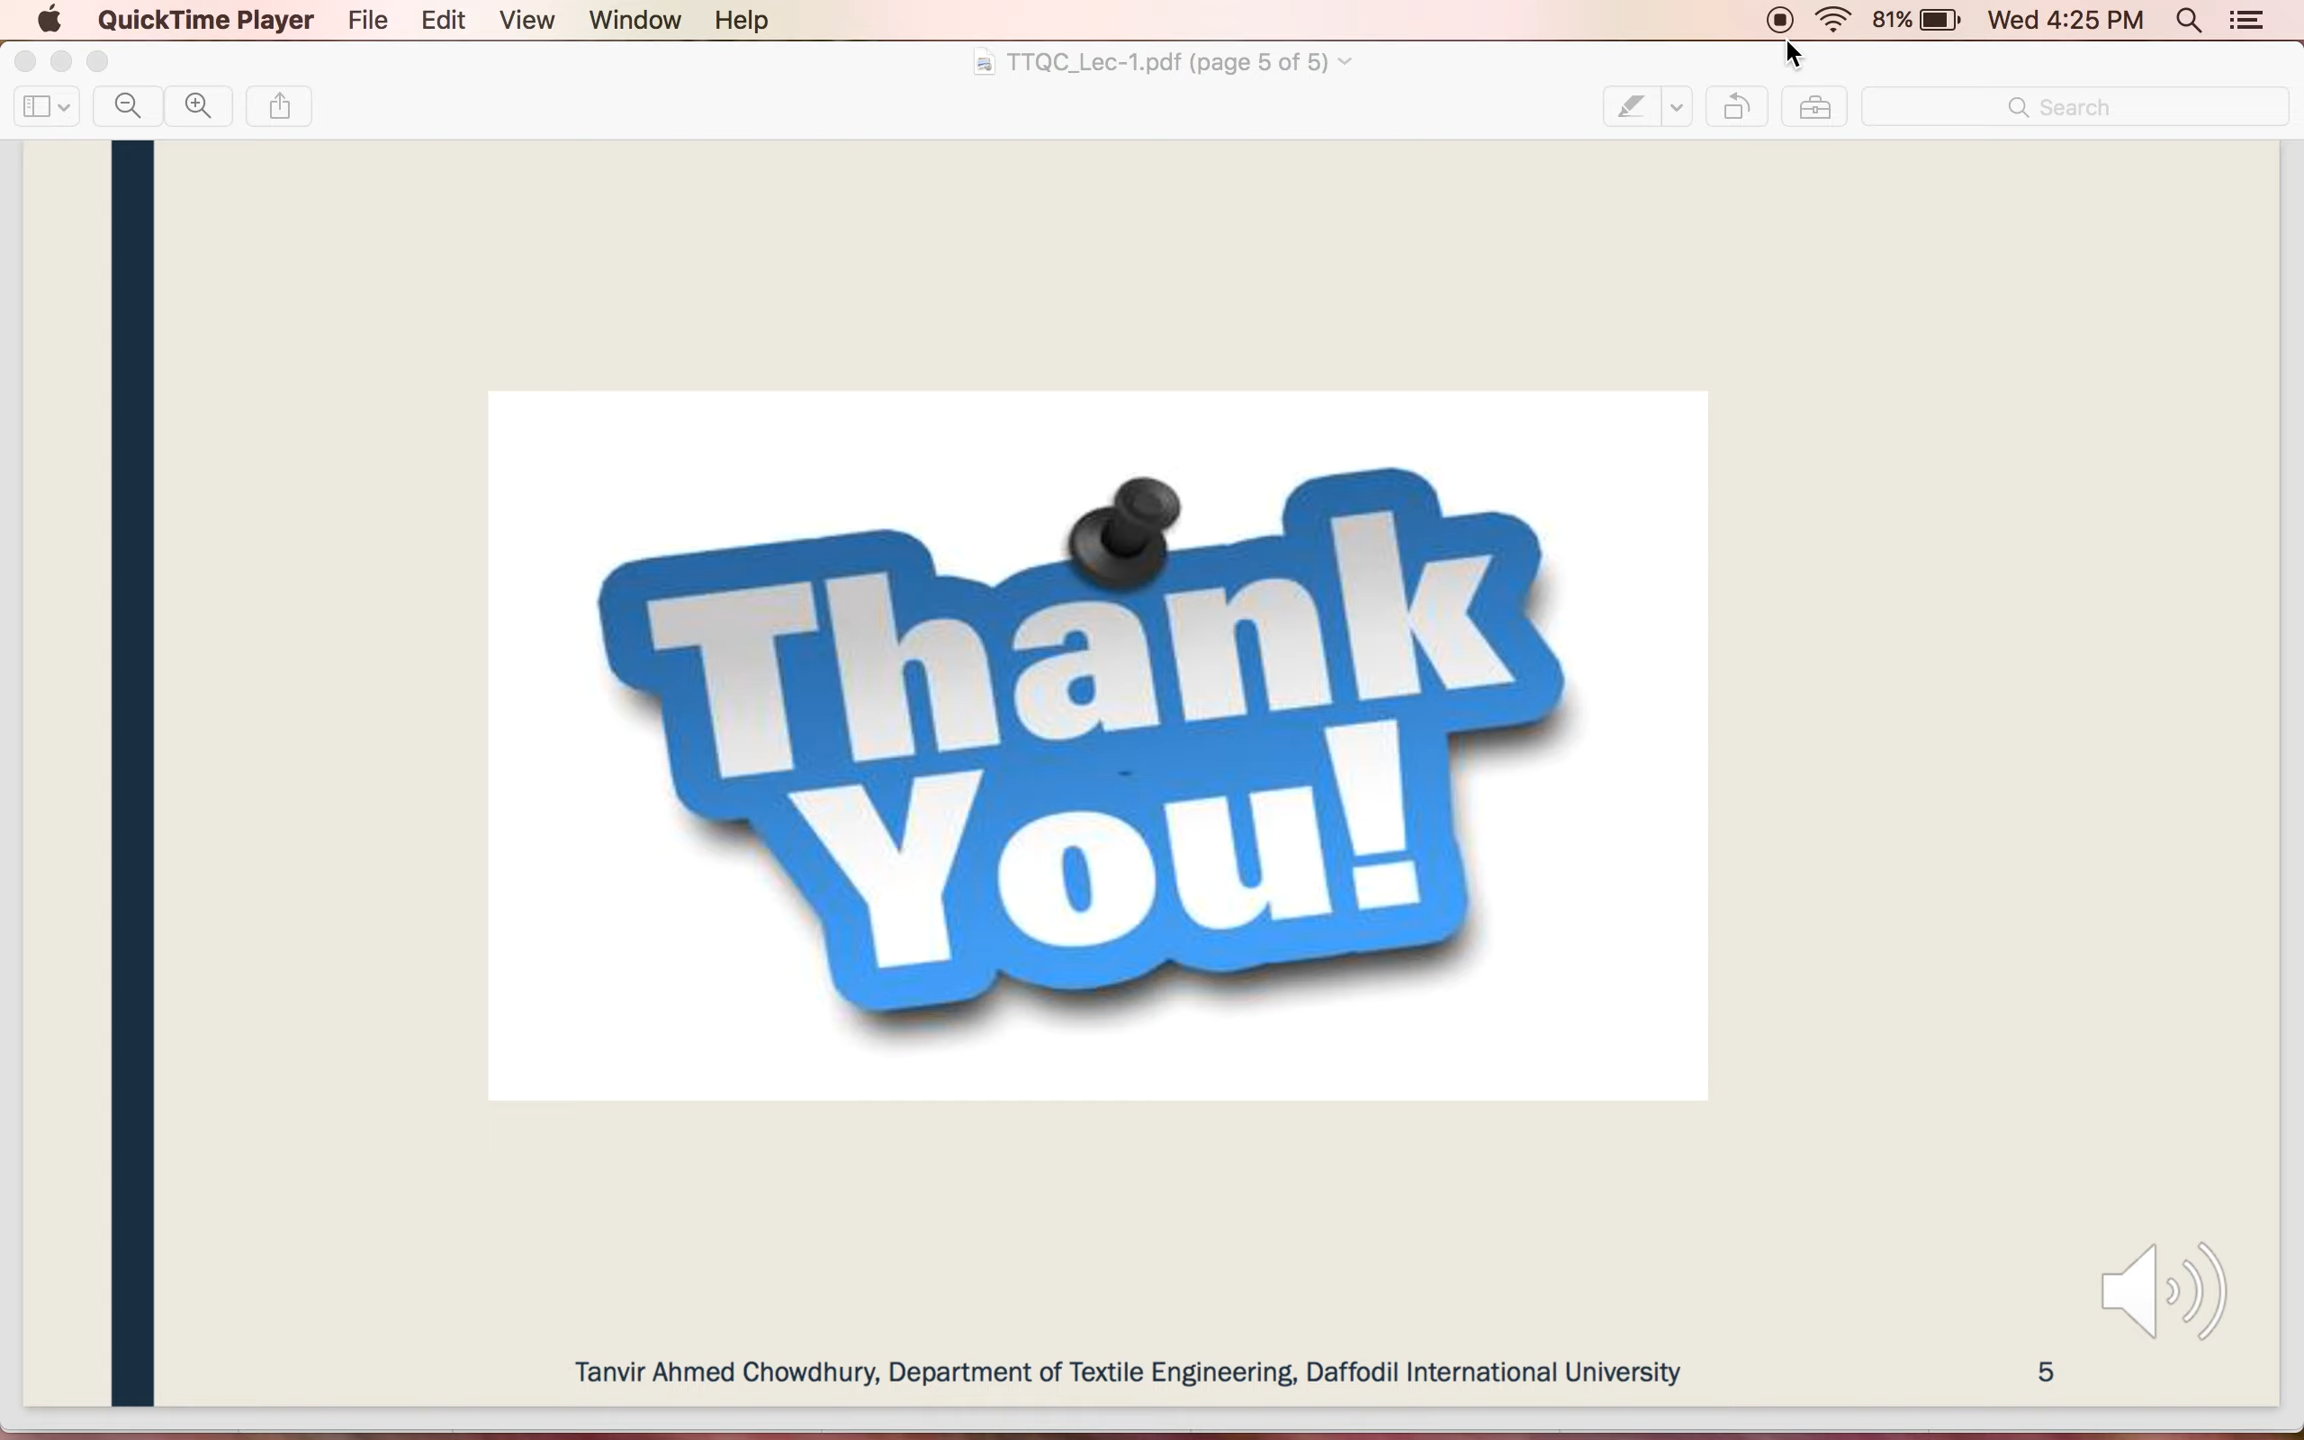 QuickTime Player File Edit View Window Help 81% Wed 4:25 PM
TTQC_Lec-1.pdf (page 5 of 5)
Search
Thank
You!
Tanvir Ahmed Chowdhury, Department of Textile Engineering, Daffodil International University 5